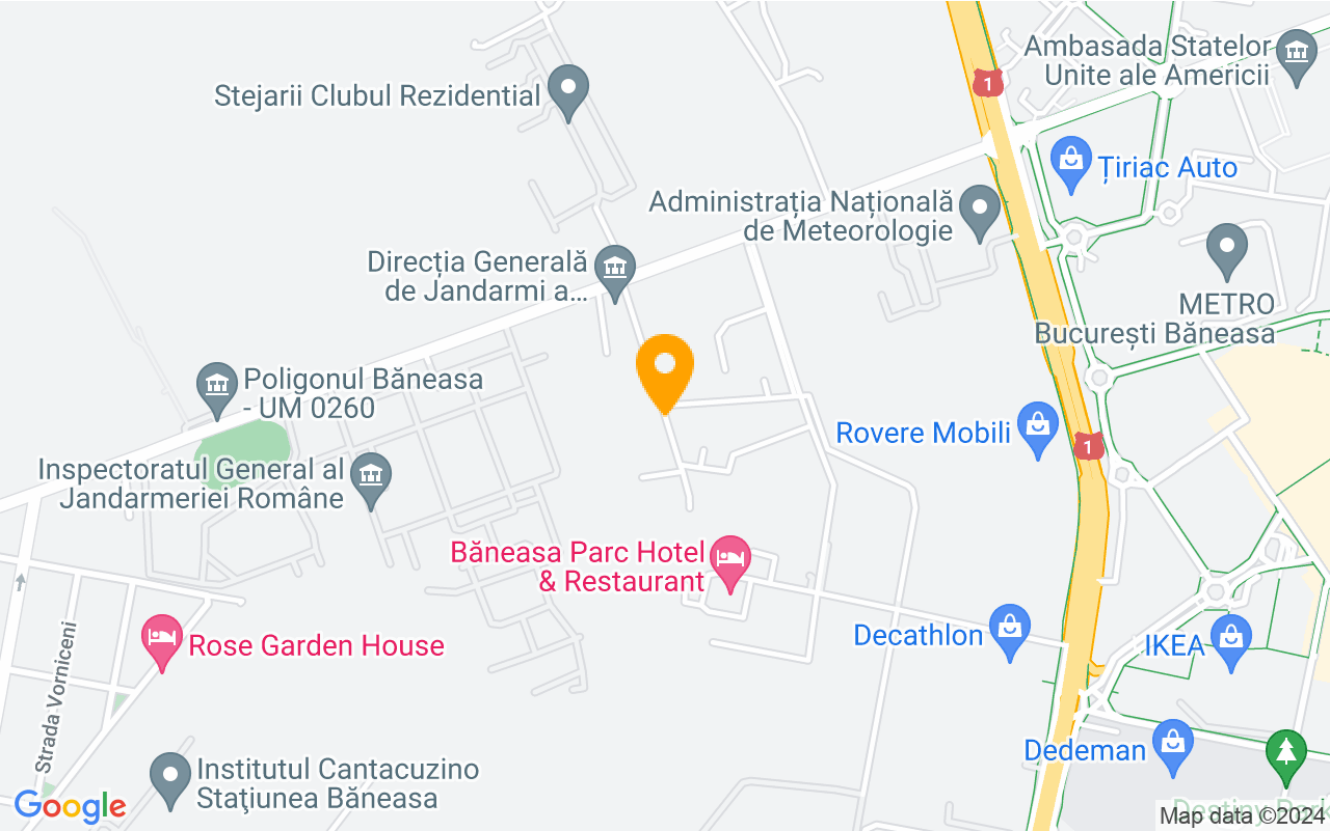 Ambasada Statelor
Unite ale Americii
1
Stejarii Clubul Rezidential
Țiriac Auto
Administrația Națională
de Meteorologie
Direcția Generală
de Jandarmi a...
METRO
București Băneasa
Poligonul Băneasa
- UM 0260
Rovere Mobili
1
Inspectoratul General al
Jandarmeriei Române
Băneasa Parc Hotel
& Restaurant
Decathlon
IKEA
Rose Garden House
Strada Vorniceni
Dedeman
Institutul Cantacuzino
Staţiunea Băneasa
Google
Destiny Park
Map data ©2024